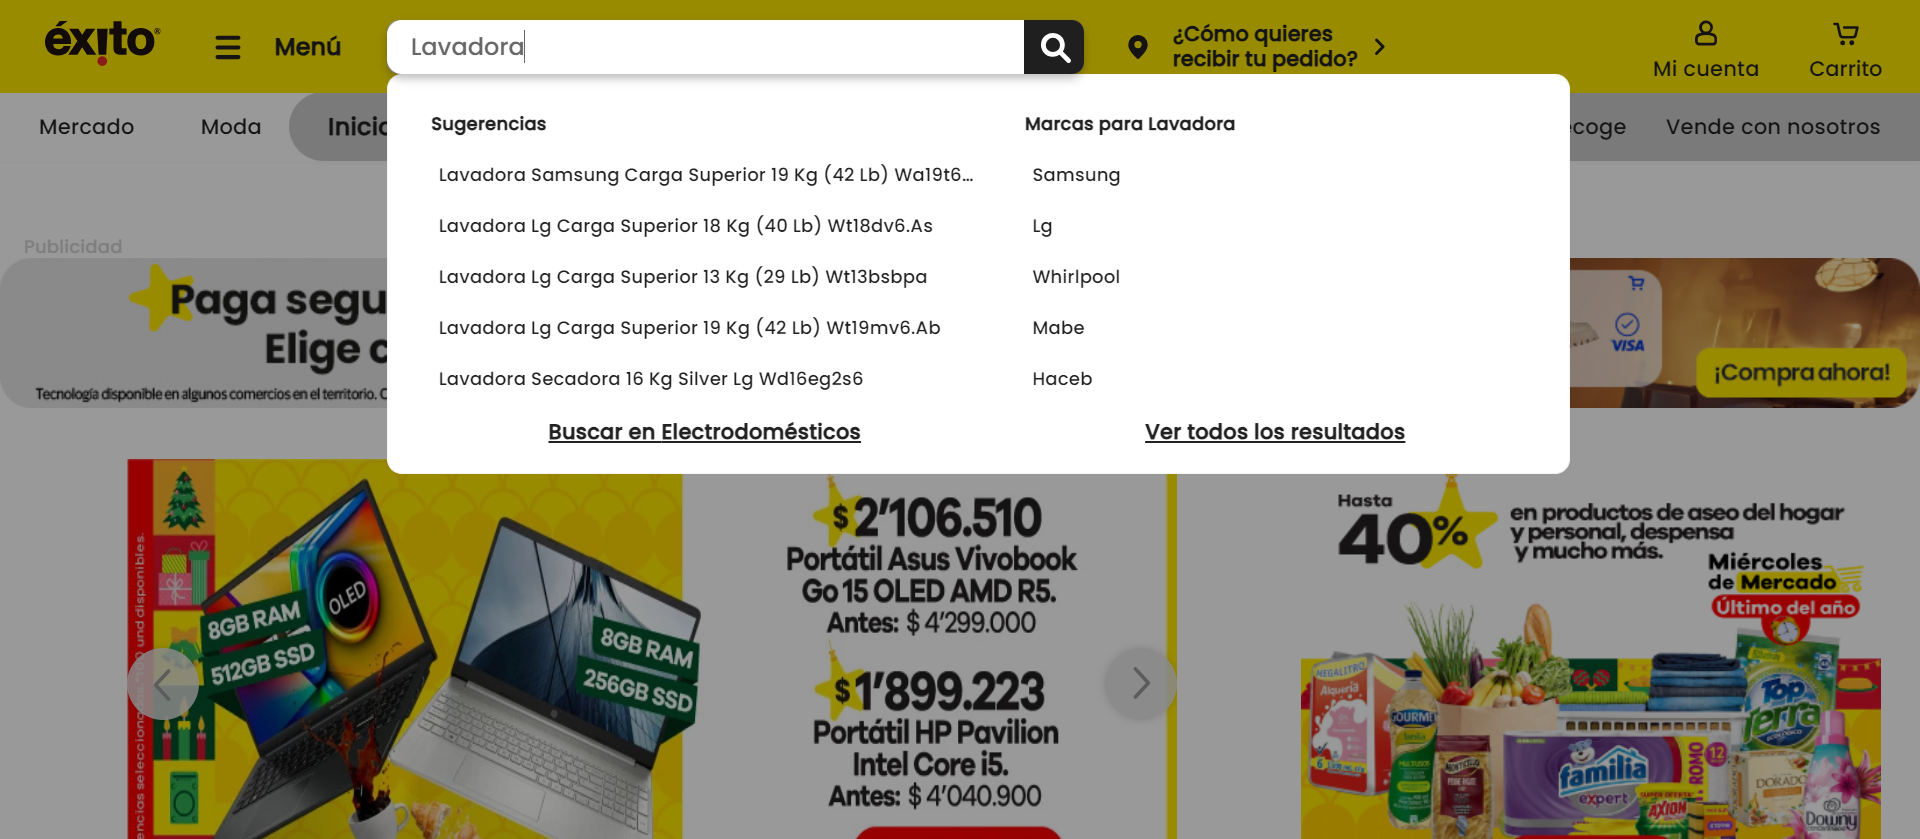 éxito
Menú
Lavadora
¿Cómo quieres
recibir tu pedido?
Mi cuenta
Carrito
Mercado
Moda
Vende con nosotros
Sugerencias
Lavadora Samsung Carga Superior 19 Kg (42 Lb) Wa19t6...
Lavadora Lg Carga Superior 18 Kg (40 Lb) Wt18dv6.As
Lavadora Lg Carga Superior 13 Kg (29 Lb) Wt13bsbpa
Lavadora Lg Carga Superior 19 Kg (42 Lb) Wt19mv6.Ab
Lavadora Secadora 16 Kg Silver Lg Wd16eg2s6
Buscar en Electrodomésticos
Marcas para Lavadora
Samsung
Lg
Whirlpool
Mabe
Haceb
Ver todos los resultados
Publicidad
Paga segu
Elige c
Tecnología disponible en algunos comercios en el territorio. C
VISA
¡Compra ahora!
8GB RAM
512GB SSD
OLED
8GB RAM
256GB SSD
$ 2'106.510
Portátil Asus Vivobook
Go 15 OLED AMD R5.
Antes: $ 4'299.000
$ 1'899.223
Portátil HP Pavilion
Intel Core i5.
Antes: $ 4'040.900
Hasta
40%
en productos de aseo del hogar
y personal, despensa
y mucho más.
Miércoles
de Mercado
Último del año
MEGALITRO
Alquería
GOURMET
familia
expert
ROMO
12
Top
Terra
DORADO
AXION
Downy